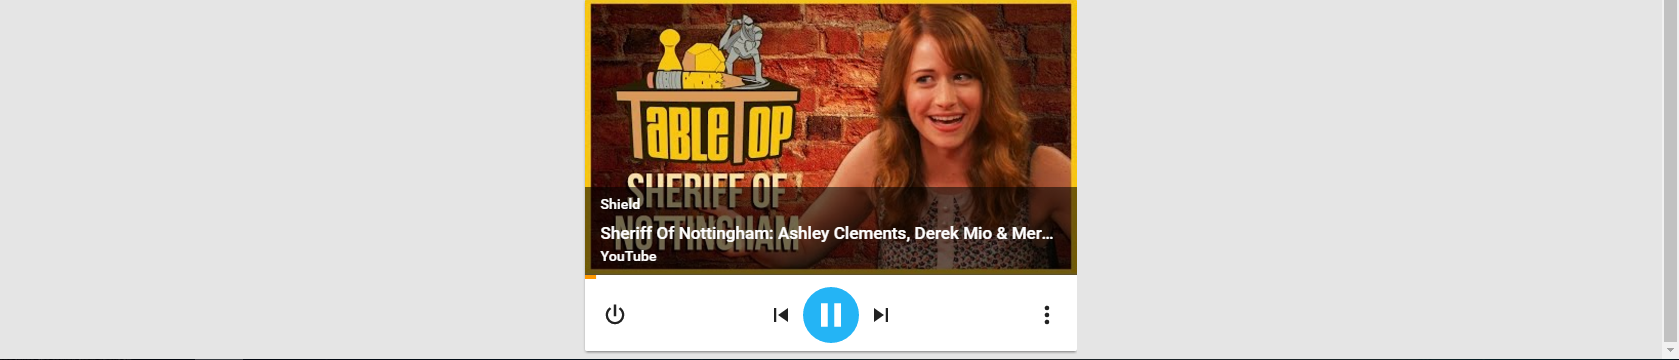 TABLETOP
SHERIFF OF
NOTTINGHAM
Shield
Sheriff Of Nottingham: Ashley Clements, Derek Mio & Mer...
YouTube